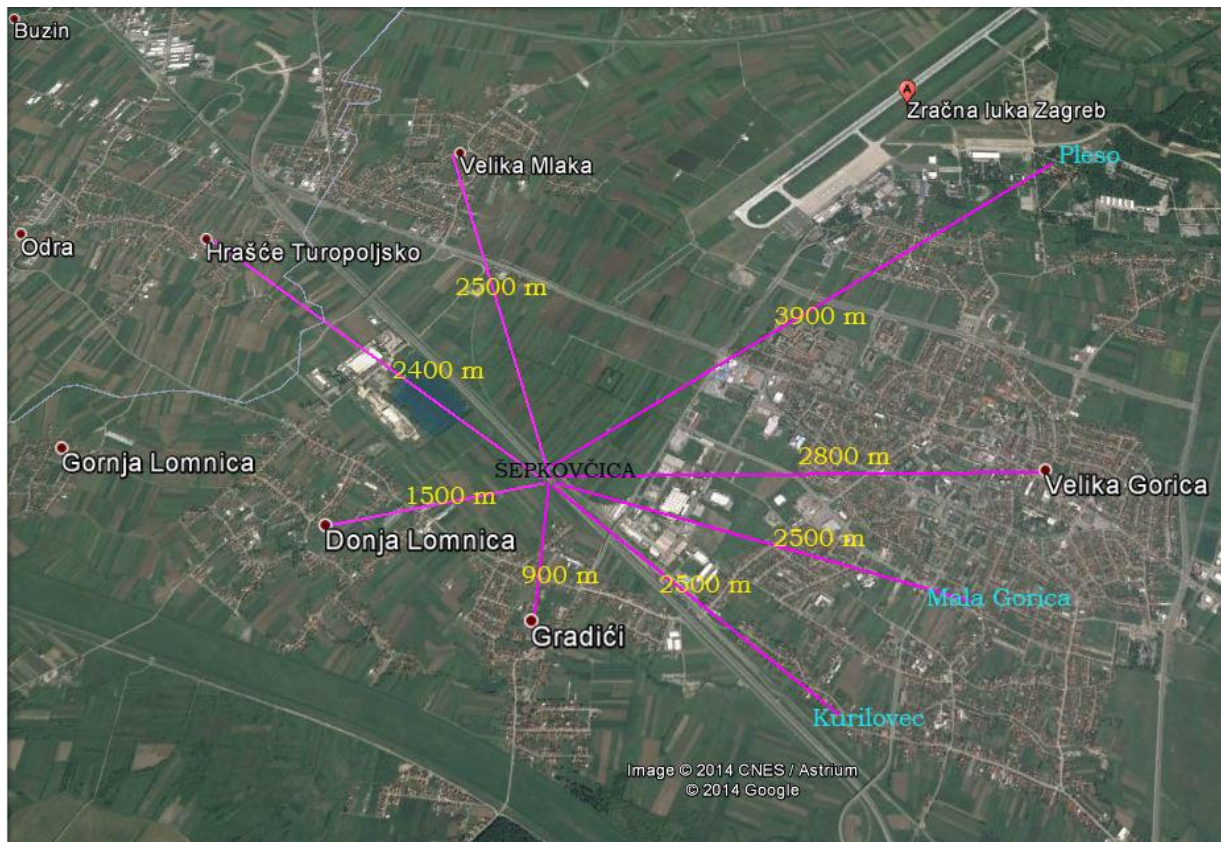 Buzin
Zračna luka Zagreb
Pleso
Velika Mlaka
Odra
Hrašće Turopoljsko
2500 m
3900 m
2400 m
Gornja Lomnica
ŠEPKOVČICA
2800 m
Velika Gorica
1500 m
Donja Lomnica
2500 m
900 m
2500 m
Mala Gorica
Gradići
Kurilovec
Image © 2014 CNES / Astrium
© 2014 Google
A